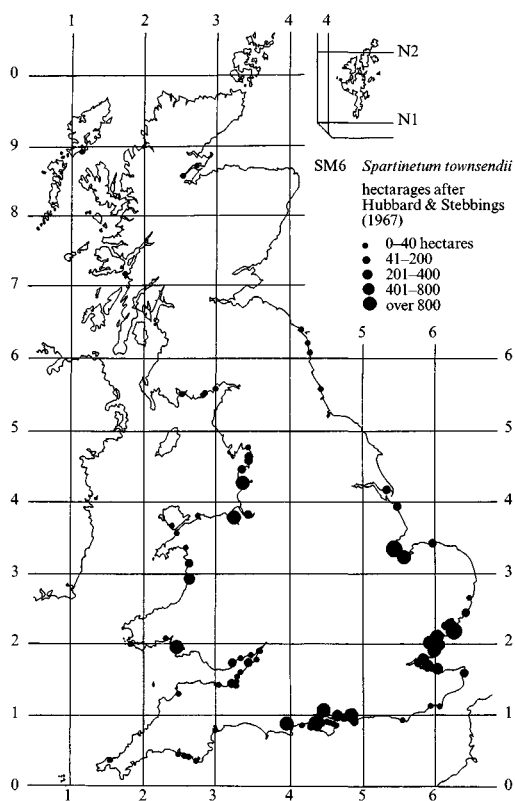 1 2 3 4 4
N2
0
N1
9
SM6 Spartinetum townsendii
hectarages after
Hubbard & Stebbings
(1967)
0–40 hectares
41–200
201–400
401–800
over 800
8
7
5 6
6 6
5 5
4 4
3 3
2 2
1 1
0 0
1 2 3 4 5 6